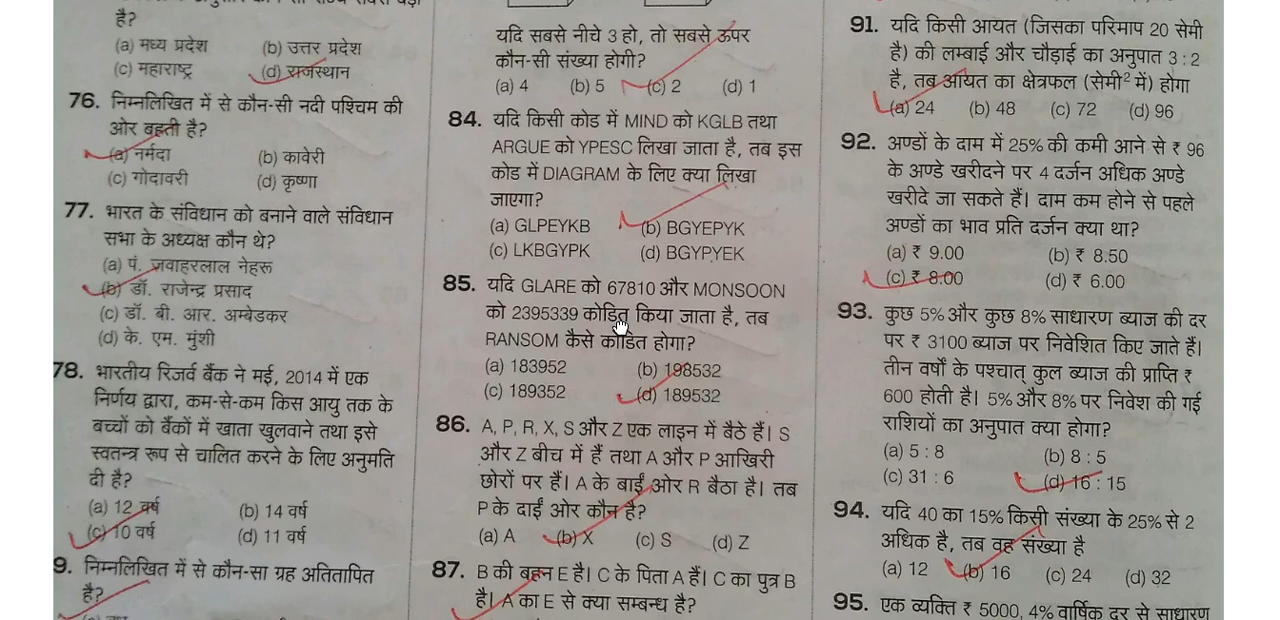 है?
(a) मध्य प्रदेश (b) उत्तर प्रदेश
(c) महाराष्ट्र (d) राजस्थान
76. निम्नलिखित में से कौन-सी नदी पश्चिम की
ओर बहती है?
(a) नर्मदा (b) कावेरी
(c) गोदावरी (d) कृष्णा
77. भारत के संविधान को बनाने वाले संविधान
सभा के अध्यक्ष कौन थे?
(a) पं. जवाहरलाल नेहरू
(b) डॉ. राजेन्द्र प्रसाद
(c) डॉ. बी. आर. अम्बेडकर
(d) के. एम. मुंशी
78. भारतीय रिजर्व बैंक ने मई, 2014 में एक
निर्णय द्वारा, कम-से-कम किस आयु तक के
बच्चों को बैंकों में खाता खुलवाने तथा इसे
स्वतन्त्र रूप से चालित करने के लिए अनुमति
दी है?
(a) 12 वर्ष (b) 14 वर्ष
(c) 10 वर्ष (d) 11 वर्ष
9. निम्नलिखित में से कौन-सा ग्रह अतितापित
है?
यदि सबसे नीचे 3 हो, तो सबसे ऊपर
कौन-सी संख्या होगी?
(a) 4 (b) 5 (c) 2 (d) 1
84. यदि किसी कोड में MIND को KGLB तथा
ARGUE को YPESC लिखा जाता है, तब इस
कोड में DIAGRAM के लिए क्या लिखा
जाएगा?
(a) GLPEYKB (b) BGYEPYK
(c) LKBGYPK (d) BGYPYEK
85. यदि GLARE को 67810 और MONSOON
को 2395339 कोडित किया जाता है, तब
RANSOM कैसे कोडित होगा?
(a) 183952 (b) 198532
(c) 189352 (d) 189532
86. A, P, R, X, S और Z एक लाइन में बैठे हैं। S
और Z बीच में हैं तथा A और P आखिरी
छोरों पर हैं। A के बाईं ओर R बैठा है। तब
P के दाईं ओर कौन है?
(a) A (b) X (c) S (d) Z
87. B की बहन E है। C के पिता A हैं। C का पुत्र B
है। A का E से क्या सम्बन्ध है?
91. यदि किसी आयत (जिसका परिमाप 20 सेमी
है) की लम्बाई और चौड़ाई का अनुपात 3 : 2
है, तब आयत का क्षेत्रफल (सेमी² में) होगा
(a) 24 (b) 48 (c) 72 (d) 96
92. अण्डों के दाम में 25% की कमी आने से ₹ 96
के अण्डे खरीदने पर 4 दर्जन अधिक अण्डे
खरीदे जा सकते हैं। दाम कम होने से पहले
अण्डों का भाव प्रति दर्जन क्या था?
(a) ₹ 9.00 (b) ₹ 8.50
(c) ₹ 8.00 (d) ₹ 6.00
93. कुछ 5% और कुछ 8% साधारण ब्याज की दर
पर ₹ 3100 ब्याज पर निवेशित किए जाते हैं।
तीन वर्षों के पश्चात् कुल ब्याज की प्राप्ति ₹
600 होती है। 5% और 8% पर निवेश की गई
राशियों का अनुपात क्या होगा?
(a) 5 : 8 (b) 8 : 5
(c) 31 : 6 (d) 16 : 15
94. यदि 40 का 15% किसी संख्या के 25% से 2
अधिक है, तब वह संख्या है
(a) 12 (b) 16 (c) 24 (d) 32
95. एक व्यक्ति ₹ 5000, 4% वार्षिक दर से साधारण